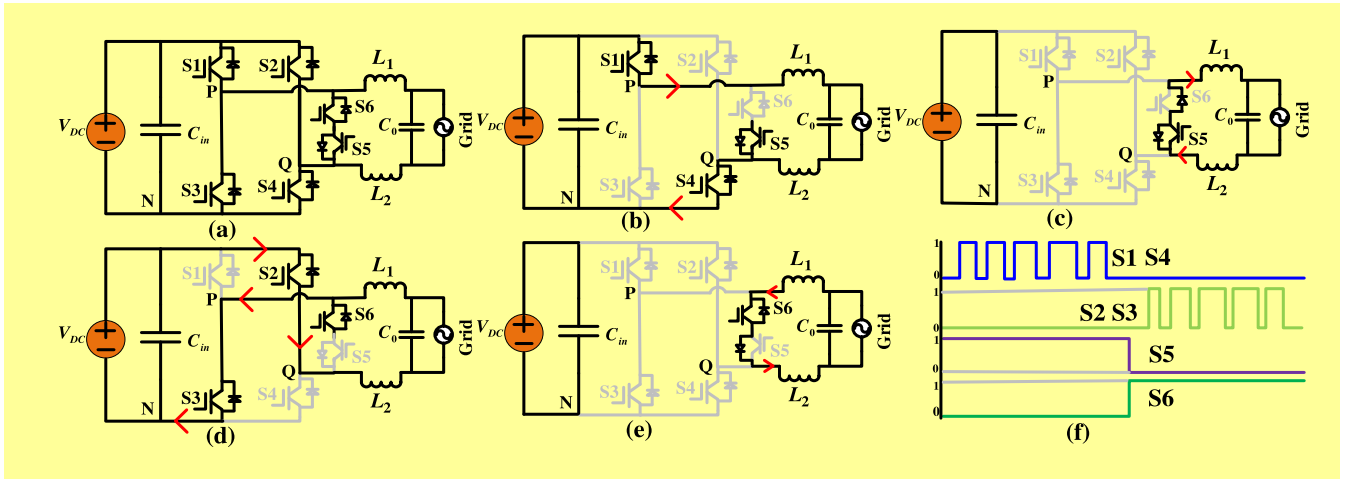 S1 S2 L1
P
S6
VDC Cin C0 Grid
S5
Q
S3 S4
N L2
(a)
S1 S2 L1
P
S6
VDC Cin C0 Grid
S5
Q
S3 S4
N L2
(b)
S1 S2 L1
P
S6
VDC Cin C0 Grid
S5
Q
S3 S4
N L2
(c)
S1 S2 L1
P
S6
VDC Cin C0 Grid
S5
Q
S3 S4
N L2
(d)
S1 S2 L1
P
S6
VDC Cin C0 Grid
S5
Q
S3 S4
N L2
(e)
1
S1 S4
0
1
S2 S3
0
1
S5
0
1
S6
0
(f)